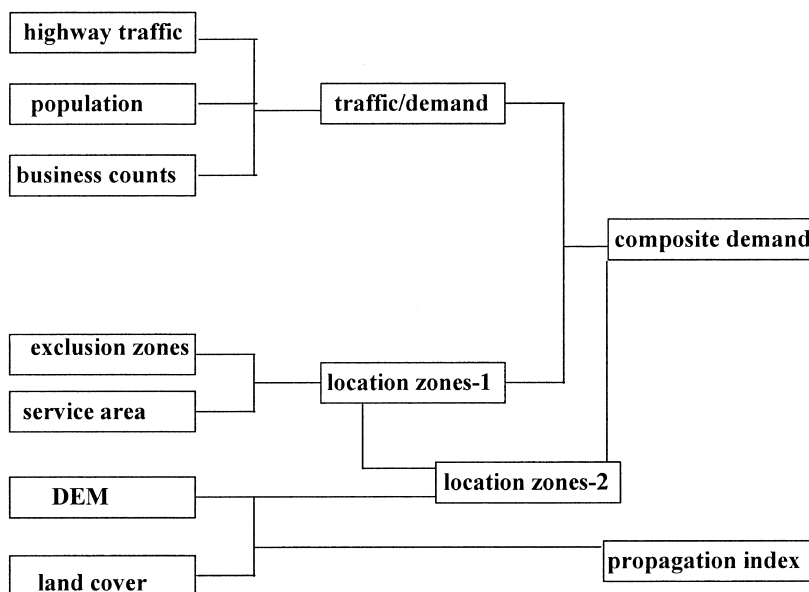 highway traffic
population
business counts
traffic/demand
composite demand
exclusion zones
service area
location zones-1
location zones-2
DEM
land cover
propagation index